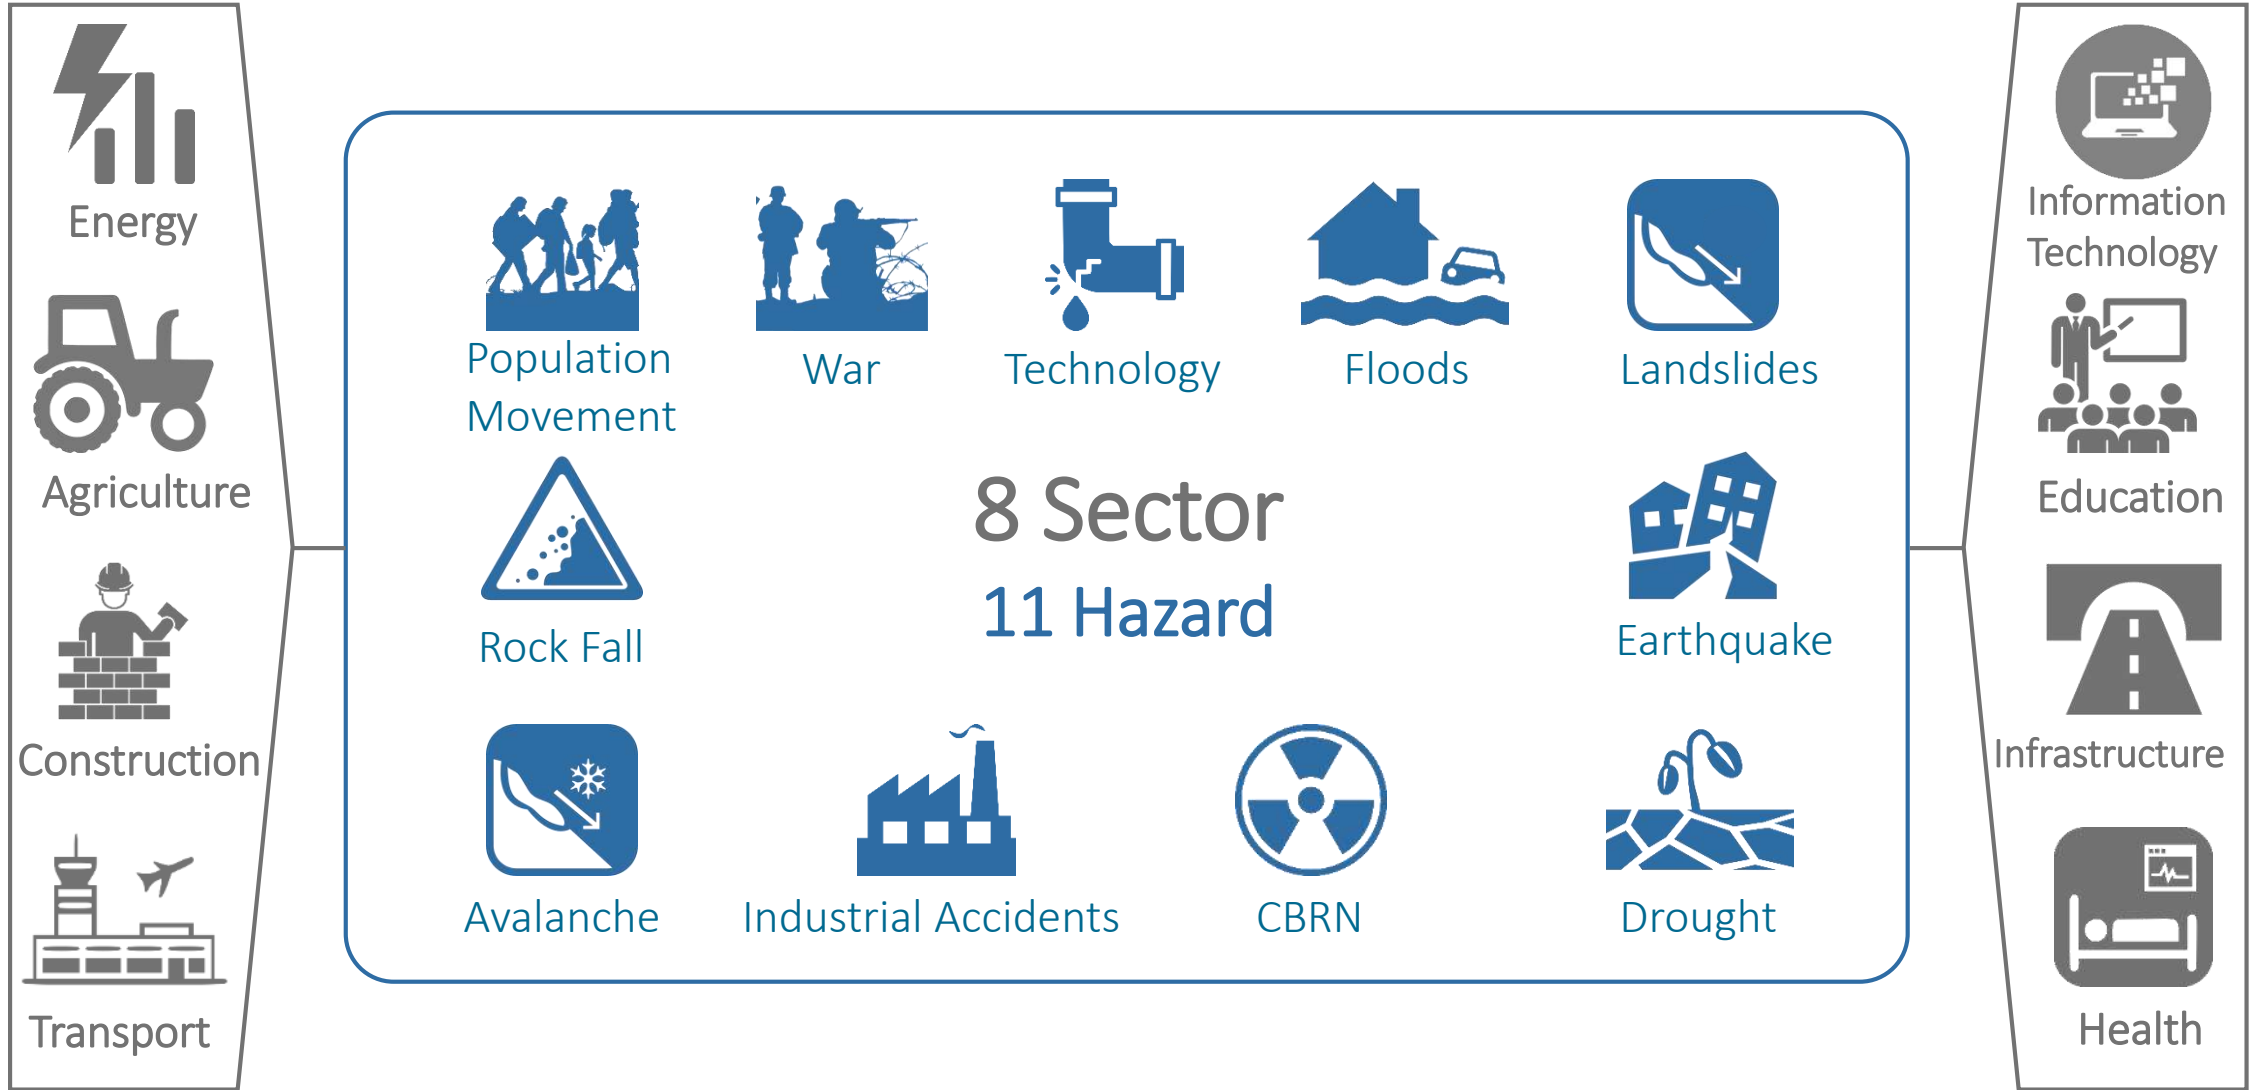 Energy
Agriculture
Construction
Transport
Population
Movement
War
Technology
Floods
Landslides
Rock Fall
8 Sector
11 Hazard
Earthquake
Avalanche
Industrial Accidents
CBRN
Drought
Information
Technology
Education
Infrastructure
Health